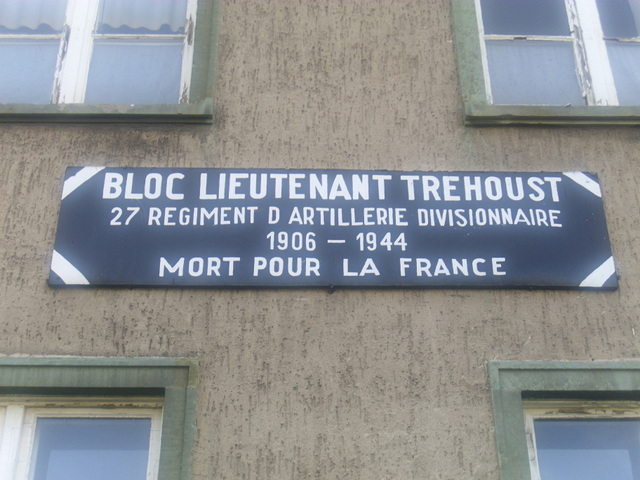 BLOC LIEUTENANT TREHOUST
27 REGIMENT D ARTILLERIE DIVISIONNAIRE
1906 — 1944
MORT POUR LA FRANCE